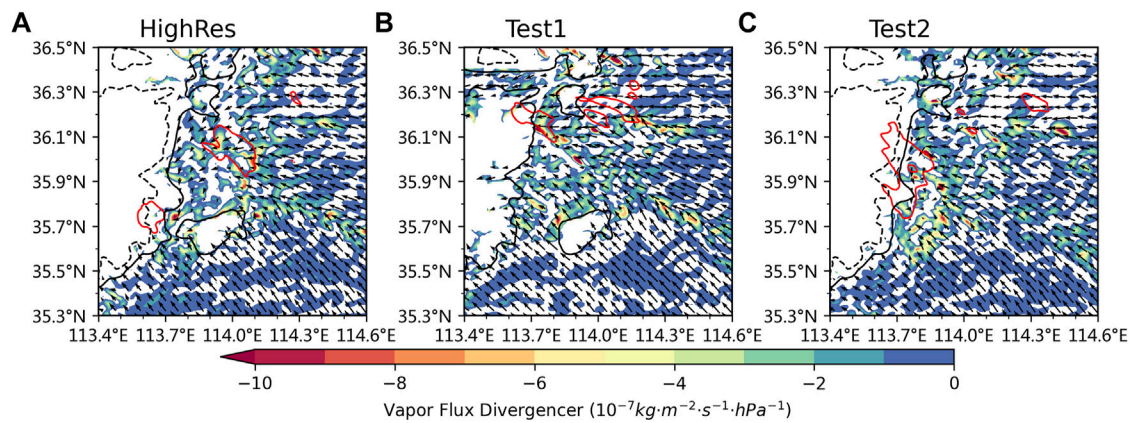 A HighRes B Test1 C Test2
36.5°N 36.5°N 36.5°N
36.3°N 36.3°N 36.3°N
36.1°N 36.1°N 36.1°N
35.9°N 35.9°N 35.9°N
35.7°N 35.7°N 35.7°N
35.5°N 35.5°N 35.5°N
35.3°N 35.3°N 35.3°N
113.4°E 113.7°E 114.0°E 114.3°E 114.6°E 113.4°E 113.7°E 114.0°E 114.3°E 114.6°E 113.4°E 113.7°E 114.0°E 114.3°E 114.6°E
−10 −8 −6 −4 −2 0
Vapor Flux Divergencer (10⁻⁷kg·m⁻²·s⁻¹·hPa⁻¹)